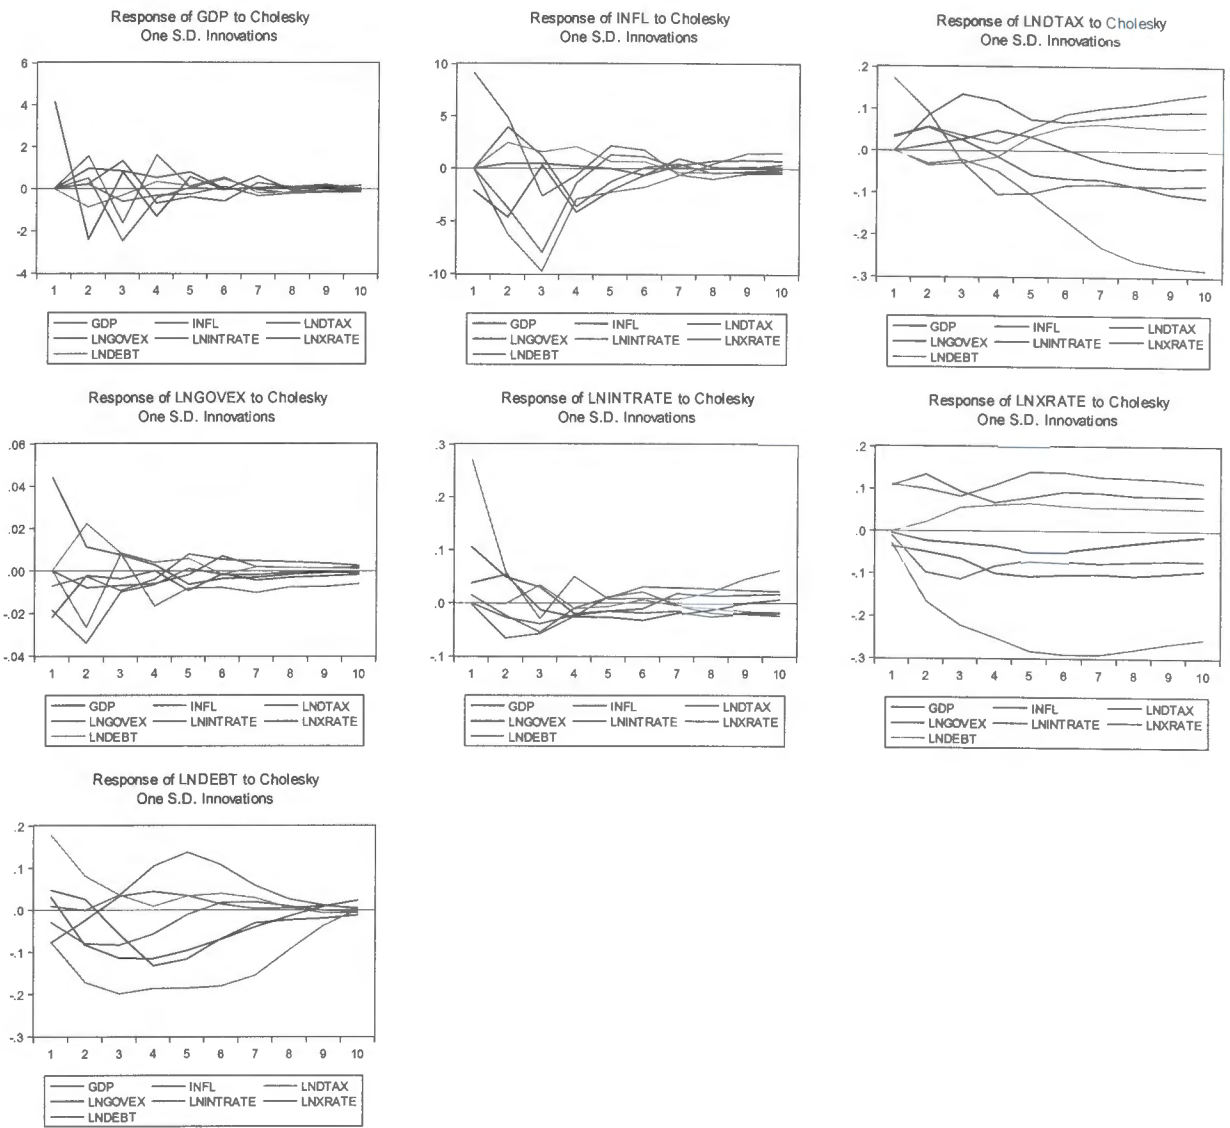 Response of GDP to Cholesky
One S.D. Innovations
6
4
2
0
-2
-4
1 2 3 4 5 6 7 8 9 10
GDP INFL LNDTAX
LNGOVEX LNINTRATE LNXRATE
LNDEBT
Response of INFL to Cholesky
One S.D. Innovations
10
5
0
-5
-10
1 2 3 4 5 6 7 8 9 10
GDP INFL LNDTAX
LNGOVEX LNINTRATE LNXRATE
LNDEBT
Response of LNDTAX to Cholesky
One S.D. Innovations
.2
.1
.0
-.1
-.2
-.3
1 2 3 4 5 6 7 8 9 10
GDP INFL LNDTAX
LNGOVEX LNINTRATE LNXRATE
LNDEBT
Response of LNGOVEX to Cholesky
One S.D. Innovations
.06
.04
.02
.00
-.02
-.04
1 2 3 4 5 6 7 8 9 10
GDP INFL LNDTAX
LNGOVEX LNINTRATE LNXRATE
LNDEBT
Response of LNINTRATE to Cholesky
One S.D. Innovations
.3
.2
.1
.0
-.1
1 2 3 4 5 6 7 8 9 10
GDP INFL LNDTAX
LNGOVEX LNINTRATE LNXRATE
LNDEBT
Response of LNXRATE to Cholesky
One S.D. Innovations
.2
.1
.0
-.1
-.2
-.3
1 2 3 4 5 6 7 8 9 10
GDP INFL LNDTAX
LNGOVEX LNINTRATE LNXRATE
LNDEBT
Response of LNDEBT to Cholesky
One S.D. Innovations
.2
.1
.0
-.1
-.2
-.3
1 2 3 4 5 6 7 8 9 10
GDP INFL LNDTAX
LNGOVEX LNINTRATE LNXRATE
LNDEBT